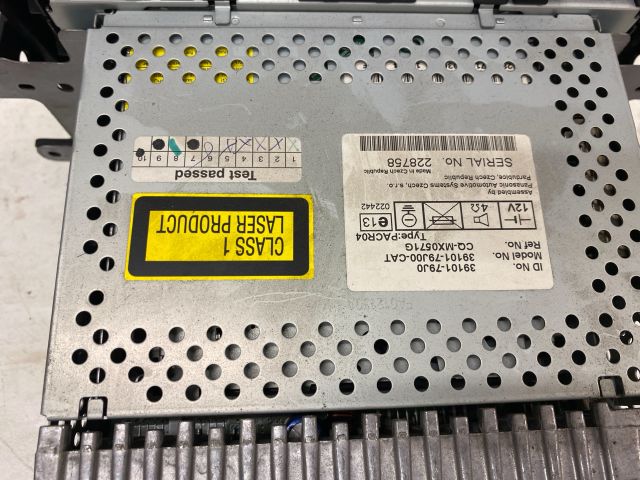 ID No. 39101-79J0
Model No. 39101-79J00-CAT
Ref No. CQ-MX0571G
Type:PACR04
12V 4Ω e13
022442
Assembled by
Panasonic Automotive Systems Czech, s.r.o.
Pardubice, Czech Republic
Made in Czech Republic
SERIAL No. 228758
CLASS 1
LASER PRODUCT
Test passed
1 2 3 4 5 6 7 8 9 10